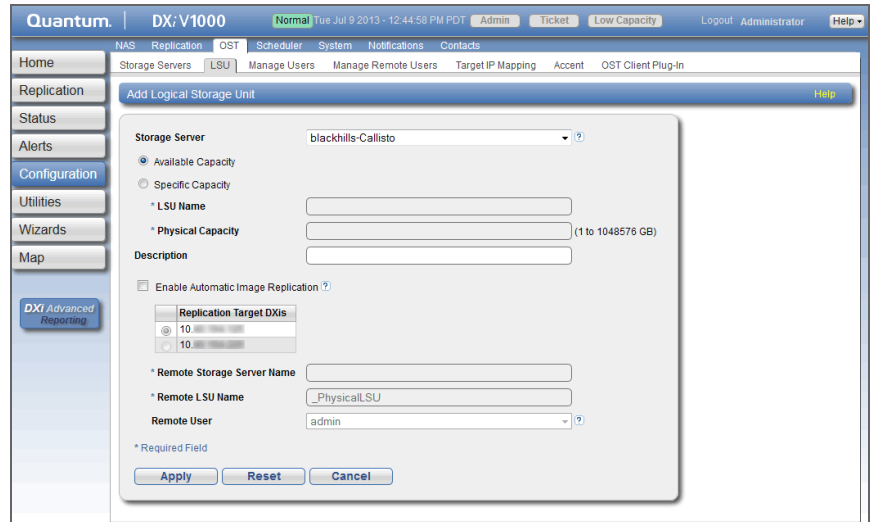 Quantum. DXi V1000 Normal Tue Jul 9 2013 - 12:44:58 PM PDT Admin Ticket Low Capacity Logout Administrator Help
NAS Replication OST Scheduler System Notifications Contacts
Storage Servers LSU Manage Users Manage Remote Users Target IP Mapping Accent OST Client Plug-In
Home
Replication
Status
Alerts
Configuration
Utilities
Wizards
Map
DXi Advanced
Reporting
Add Logical Storage Unit Help
Storage Server blackhills-Callisto ?
Available Capacity
Specific Capacity
* LSU Name
* Physical Capacity (1 to 1048576 GB)
Description
Enable Automatic Image Replication ?
Replication Target DXis
10.
10.
* Remote Storage Server Name
* Remote LSU Name _PhysicalLSU
Remote User admin ?
* Required Field
Apply Reset Cancel